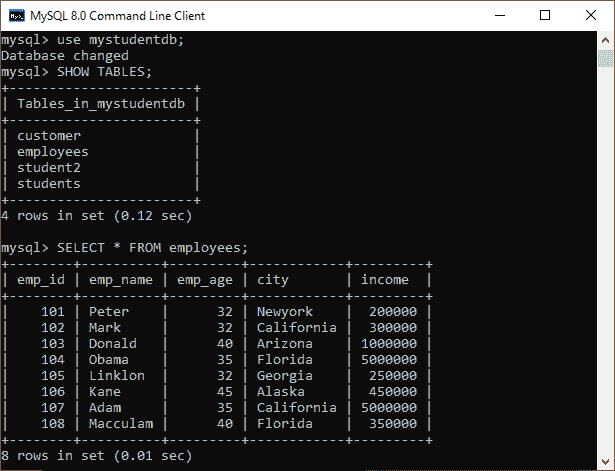 MySQL 8.0 Command Line Client
mysql> use mystudentdb;
Database changed
mysql> SHOW TABLES;
+-----------------------+
| Tables_in_mystudentdb |
+-----------------------+
| customer              |
| employees             |
| student2              |
| students              |
+-----------------------+
4 rows in set (0.12 sec)

mysql> SELECT * FROM employees;
+--------+----------+---------+------------+---------+
| emp_id | emp_name | emp_age | city       | income  |
+--------+----------+---------+------------+---------+
|    101 | Peter    |      32 | Newyork    |  200000 |
|    102 | Mark     |      32 | California |  300000 |
|    103 | Donald   |      40 | Arizona    | 1000000 |
|    104 | Obama    |      35 | Florida    | 5000000 |
|    105 | Linklon  |      32 | Georgia    |  250000 |
|    106 | Kane     |      45 | Alaska     |  450000 |
|    107 | Adam     |      35 | California | 5000000 |
|    108 | Macculam |      40 | Florida    |  350000 |
+--------+----------+---------+------------+---------+
8 rows in set (0.01 sec)